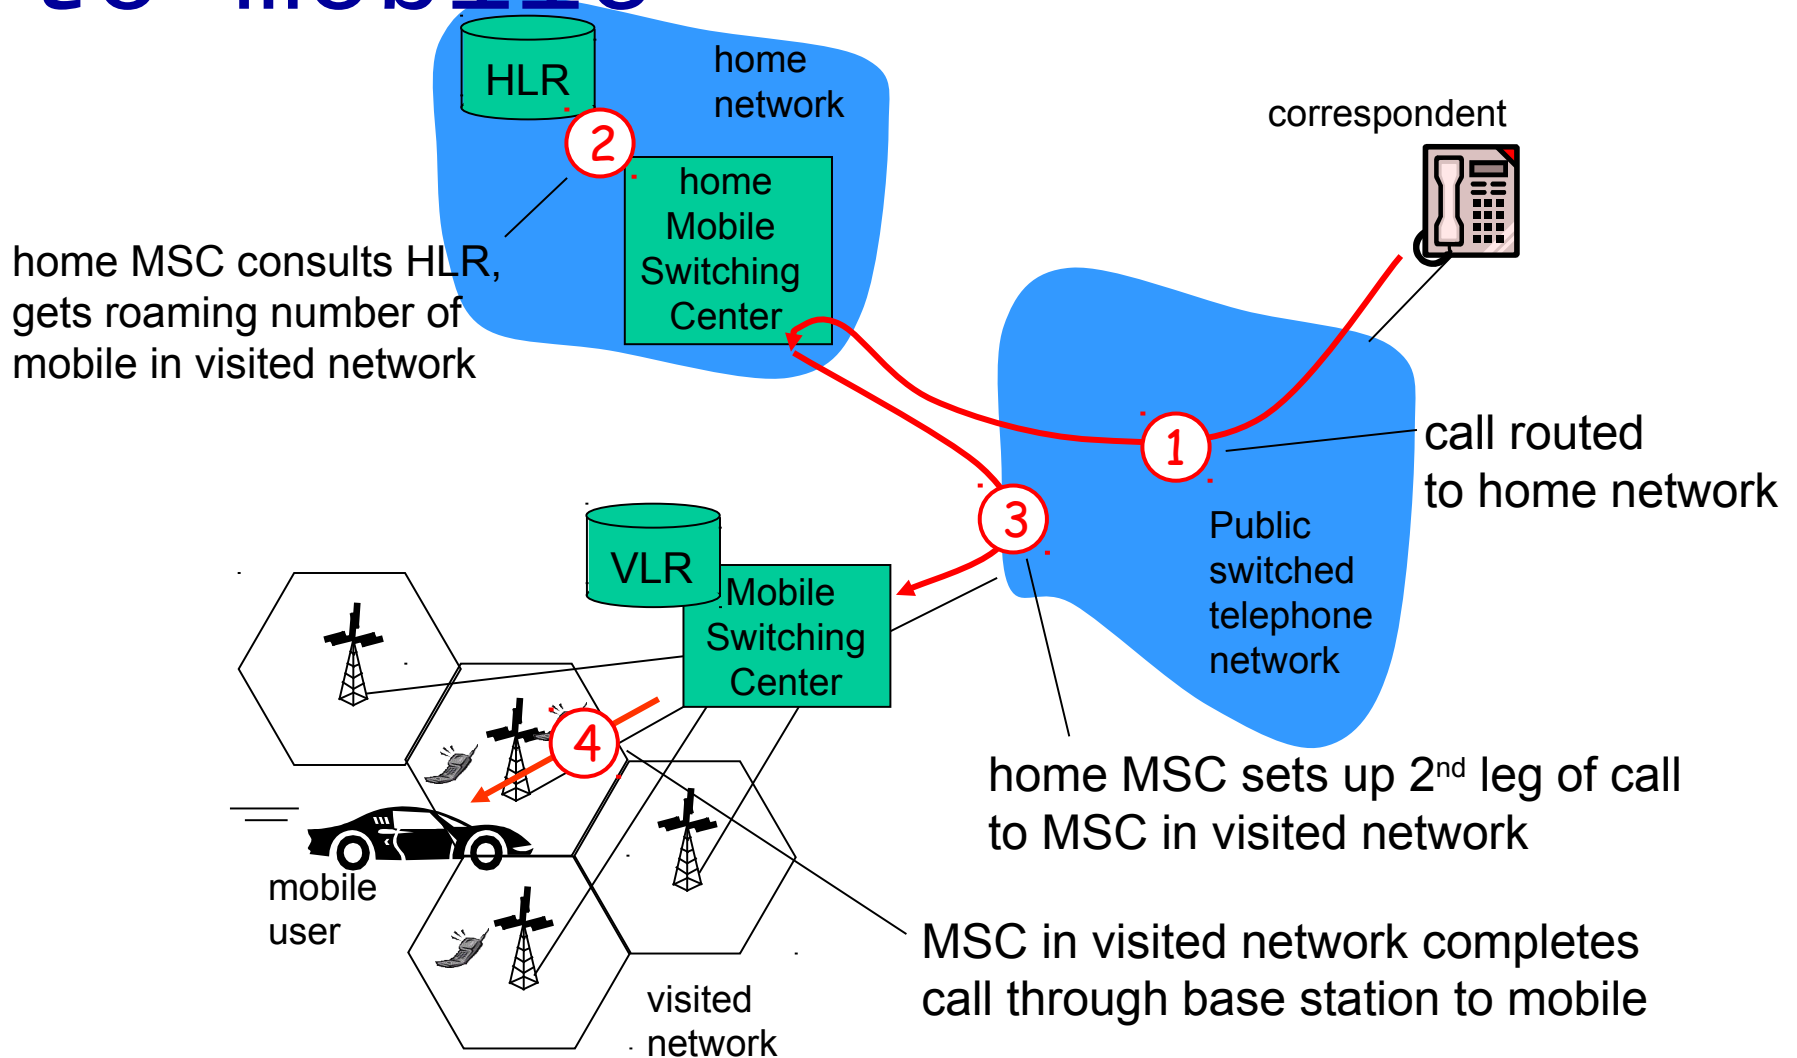 to mobile
HLR
home
network
2
home
Mobile
Switching
Center
home MSC consults HLR,
gets roaming number of
mobile in visited network
correspondent
1
call routed
to home network
Public
switched
telephone
network
3
VLR
Mobile
Switching
Center
home MSC sets up 2nd leg of call
to MSC in visited network
4
mobile
user
MSC in visited network completes
call through base station to mobile
visited
network